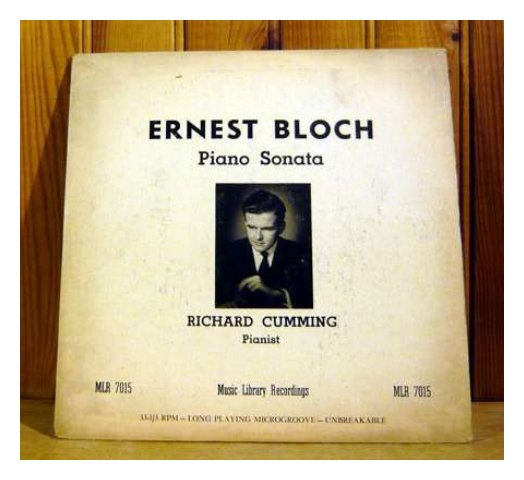 ERNEST BLOCH
Piano Sonata
RICHARD CUMMING
Pianist
MLR 7015 Music Library Recordings MLR 7015
33-1/3 RPM — LONG PLAYING MICROGROOVE — UNBREAKABLE